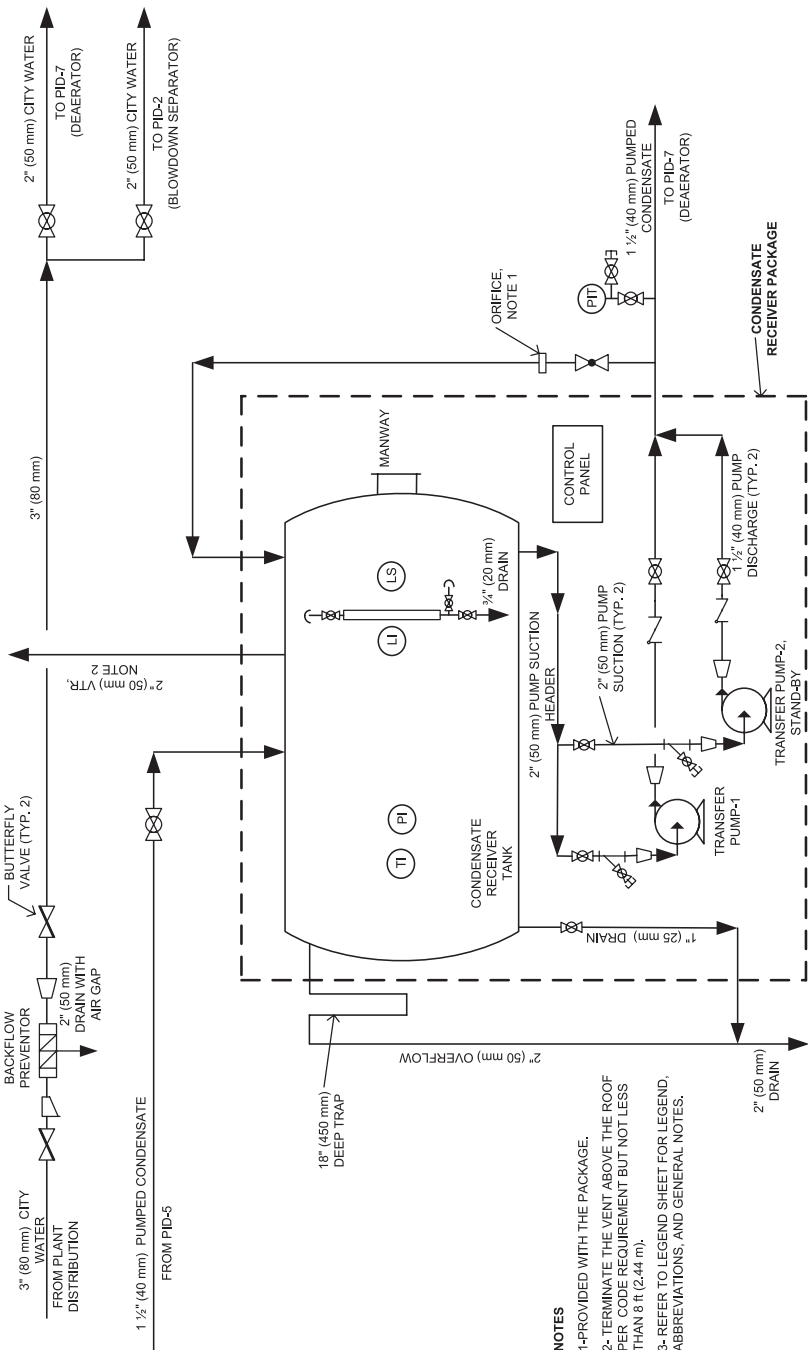 3" (80 mm) CITY
WATER
FROM PLANT
DISTRIBUTION
BACKFLOW
PREVENTOR
2" (50 mm)
DRAIN WITH
AIR GAP
BUTTERFLY
VALVE (TYP. 2)
3" (80 mm)
2" (50 mm) CITY WATER
TO PID-7
(DEAERATOR)
2" (50 mm) CITY WATER
TO PID-2
(BLOWDOWN SEPARATOR)
1 ½" (40 mm) PUMPED CONDENSATE
FROM PID-5
2" (50 mm) VTR,
NOTE 2
18" (450 mm)
DEEP TRAP
2" (50 mm) OVERFLOW
2" (50 mm)
DRAIN
1" (25 mm) DRAIN
TI
PI
LI
LS
CONDENSATE
RECEIVER
TANK
¾" (20 mm)
DRAIN
MANWAY
2" (50 mm) PUMP SUCTION
HEADER
2" (50 mm) PUMP
SUCTION (TYP. 2)
TRANSFER
PUMP-1
TRANSFER PUMP-2,
STAND-BY
CONTROL
PANEL
1 ½" (40 mm) PUMP
DISCHARGE (TYP. 2)
ORIFICE,
NOTE 1
PIT
1 ½" (40 mm) PUMPED
CONDENSATE
TO PID-7
(DEAERATOR)
CONDENSATE
RECEIVER PACKAGE
NOTES
1-PROVIDED WITH THE PACKAGE.
2- TERMINATE THE VENT ABOVE THE ROOF
PER CODE REQUIREMENT BUT NOT LESS
THAN 8 ft (2.44 m).
3- REFER TO LEGEND SHEET FOR LEGEND,
ABBREVIATIONS, AND GENERAL NOTES.